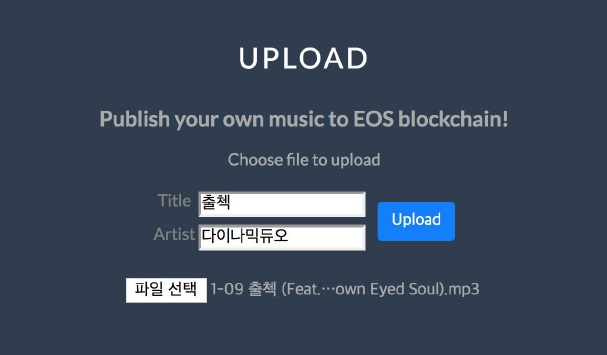 UPLOAD
Publish your own music to EOS blockchain!
Choose file to upload
Title 출첵
Upload
Artist 다이나믹듀오
파일 선택 1-09 출첵 (Feat.…own Eyed Soul).mp3